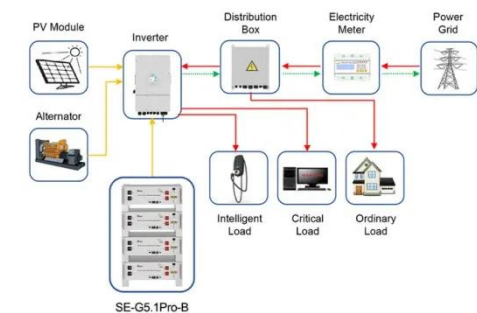 PV Module
Inverter
Distribution
Box
Electricity
Meter
Power
Grid
Alternator
Intelligent
Load
Critical
Load
Ordinary
Load
SE-G5.1Pro-B